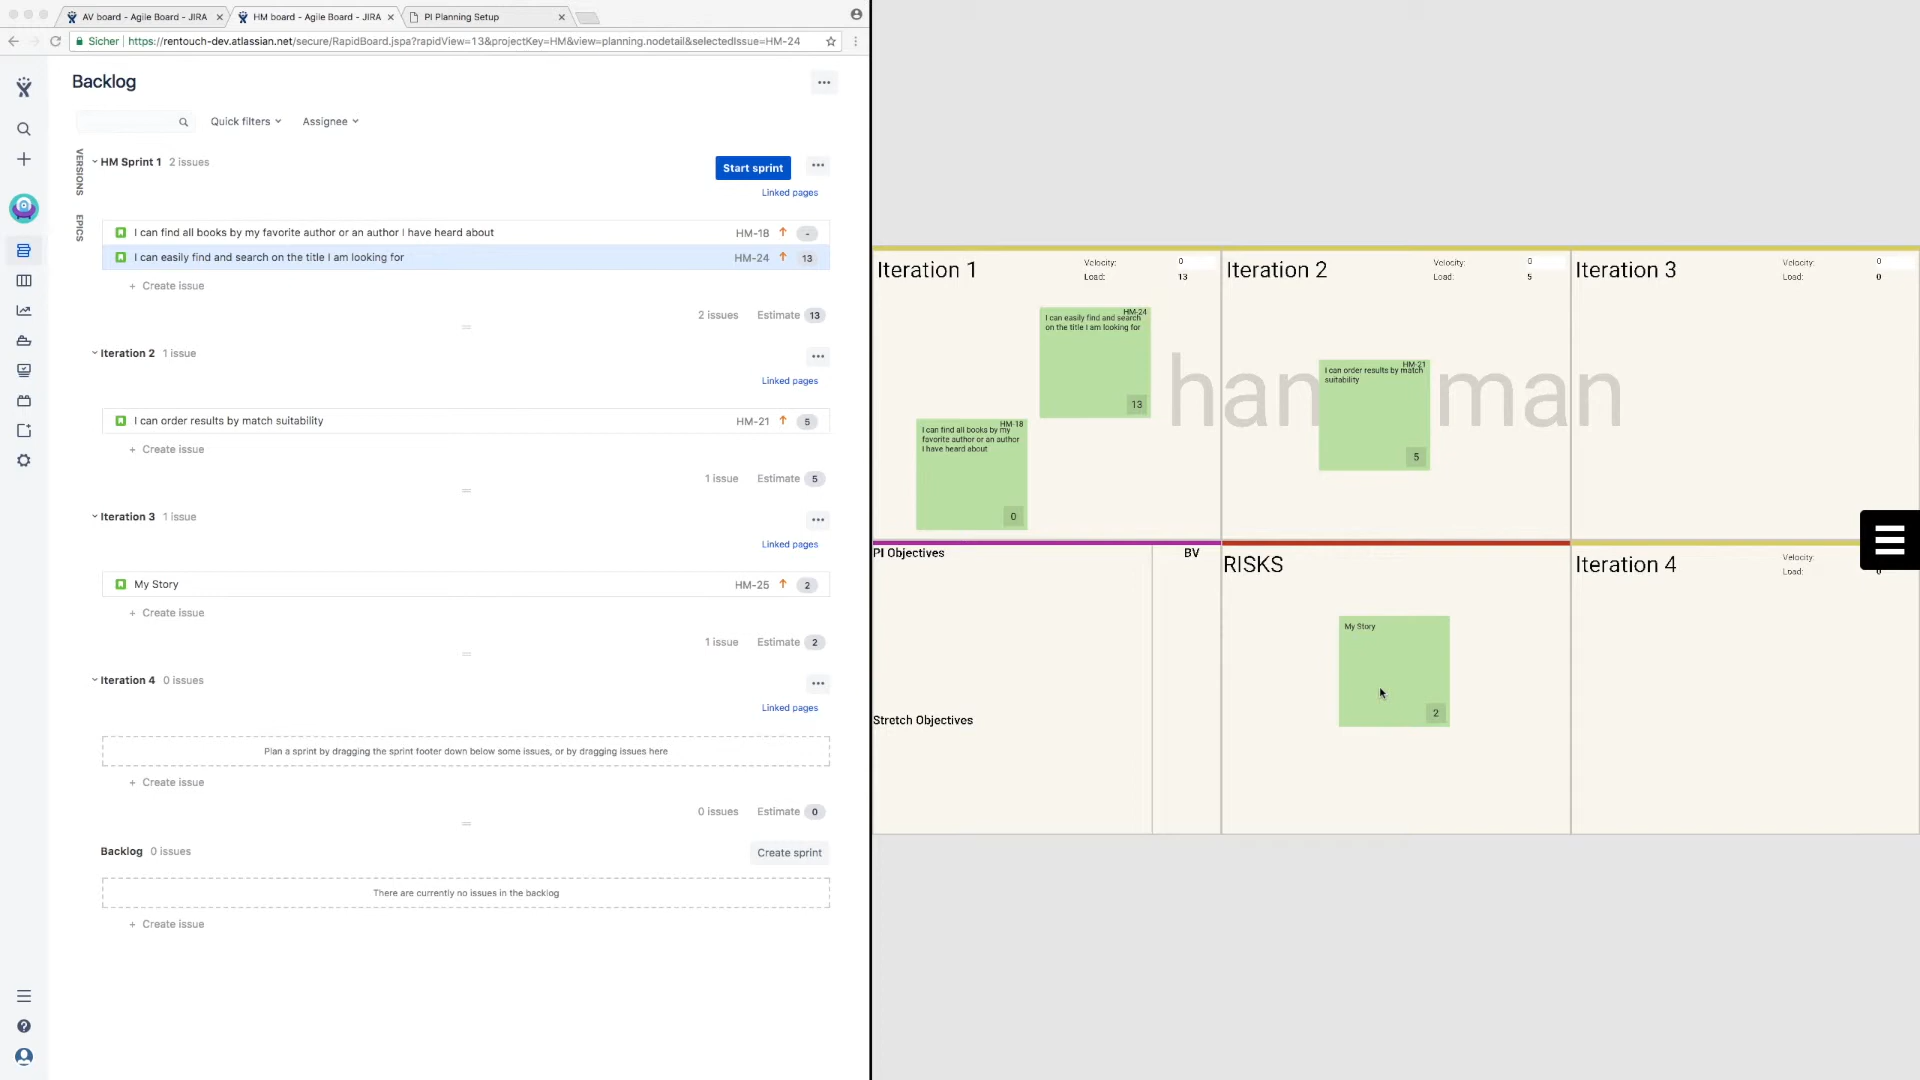 AV board - Agile Board - JIRA
HM board - Agile Board - JIRA
PI Planning Setup
Sicher
https://rentouch-dev.atlassian.net/secure/RapidBoard.jspa?rapidView=13&projectKey=HM&view=planning.nodetail&selectedIssue=HM-24
Backlog
Quick filters
Assignee
VERSIONS
EPICS
HM Sprint 1 2 issues
Start sprint
Linked pages
I can find all books by my favorite author or an author I have heard about HM-18 -
I can easily find and search on the title I am looking for HM-24 13
+ Create issue
2 issues Estimate 13
Iteration 2 1 issue
Linked pages
I can order results by match suitability HM-21 5
+ Create issue
1 issue Estimate 5
Iteration 3 1 issue
Linked pages
My Story HM-25 2
+ Create issue
1 issue Estimate 2
Iteration 4 0 issues
Linked pages
Plan a sprint by dragging the sprint footer down below some issues, or by dragging issues here
+ Create issue
0 issues Estimate 0
Backlog 0 issues
Create sprint
There are currently no issues in the backlog
+ Create issue
Iteration 1
Velocity: 0
Load: 13
HM-24
I can easily find and search
on the title I am looking for
13
HM-18
I can find all books by my
favorite author or an author
I have heard about
0
Iteration 2
Velocity: 0
Load: 5
HM-21
I can order results by match
suitability
5
Iteration 3
Velocity: 0
Load: 0
han man
PI Objectives
BV
Stretch Objectives
RISKS
My Story
2
Iteration 4
Velocity:
Load: 0